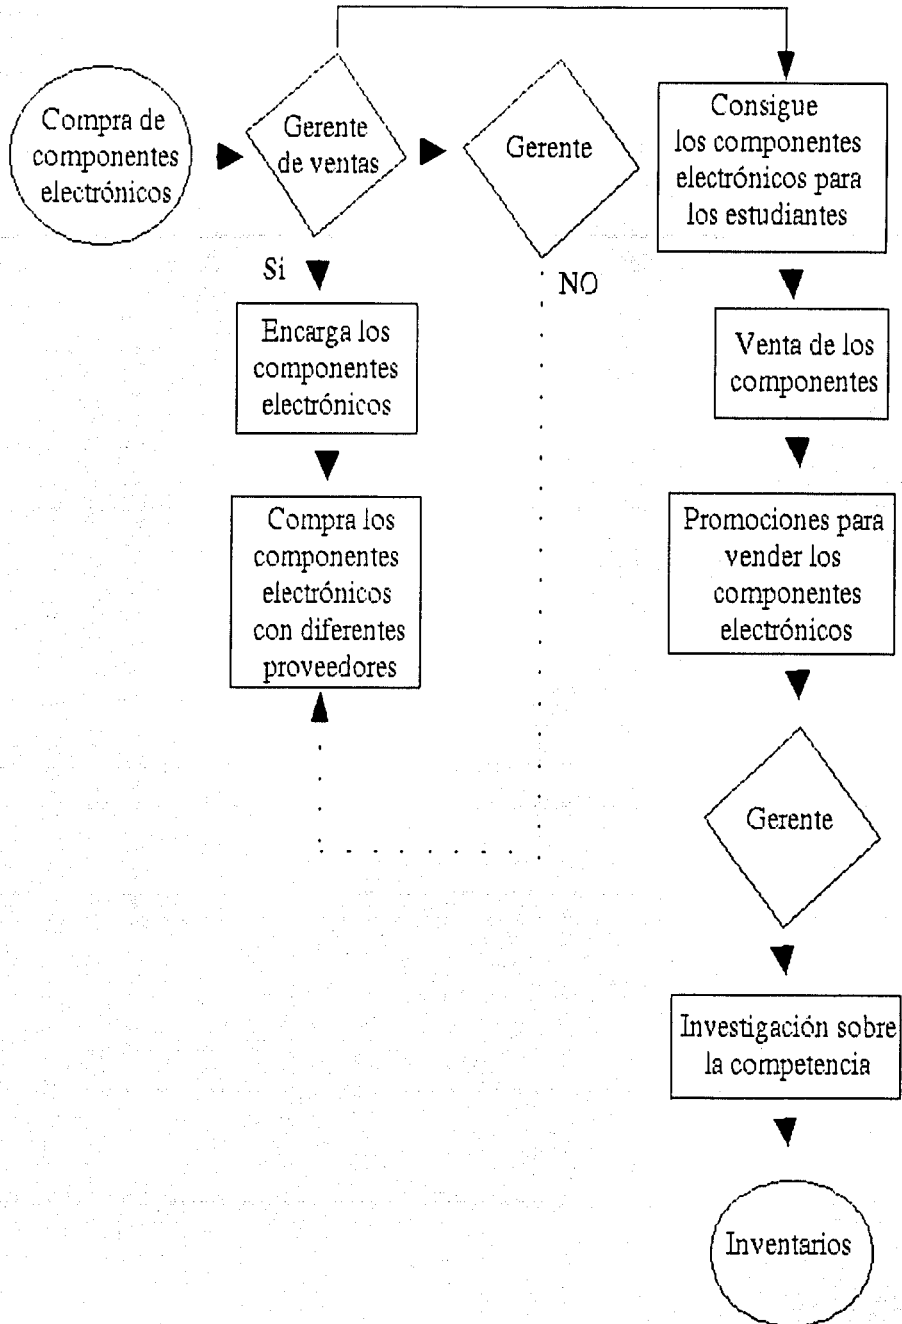 Compra de
componentes
electrónicos
Gerente
de ventas
Gerente
Consigue
los componentes
electrónicos para
los estudiantes
Si
NO
Encarga los
componentes
electrónicos
Venta de los
componentes
Compra los
componentes
electrónicos
con diferentes
proveedores
Promociones para
vender los
componentes
electrónicos
Gerente
Investigación sobre
la competencia
Inventarios